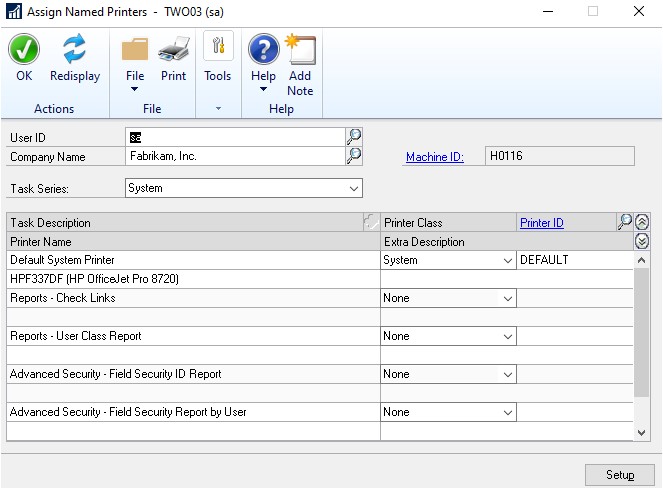 Assign Named Printers - TWO03 (sa)
OK Redisplay File Print Tools Help Add Note
Actions File Help
User ID sa
Company Name Fabrikam, Inc. Machine ID: H0116
Task Series: System
Task Description Printer Class Printer ID
Printer Name Extra Description
Default System Printer System DEFAULT
HPF337DF (HP OfficeJet Pro 8720)
Reports - Check Links None
Reports - User Class Report None
Advanced Security - Field Security ID Report None
Advanced Security - Field Security Report by User None
Setup